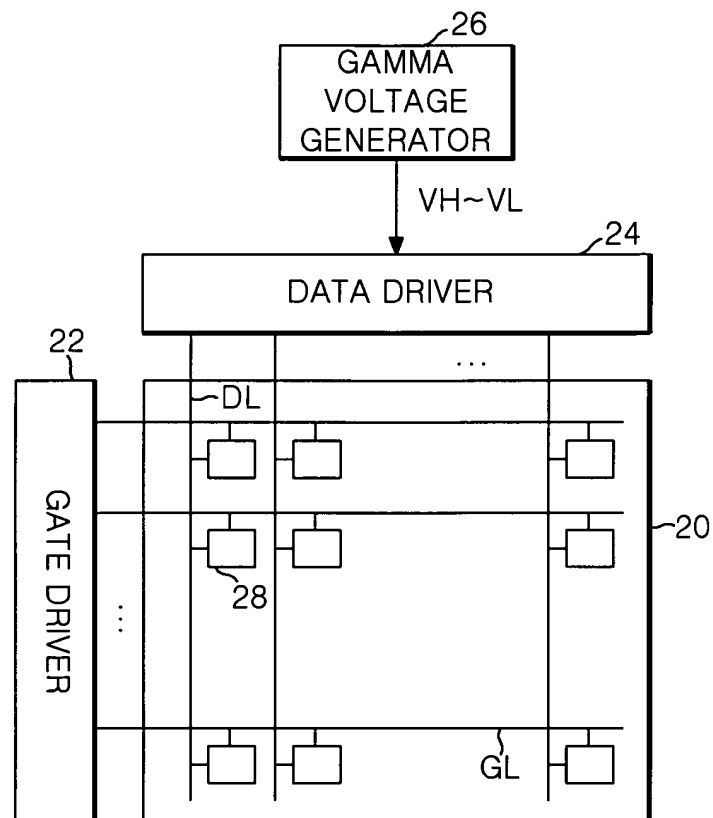 26
GAMMA
VOLTAGE
GENERATOR
VH~VL
24
DATA DRIVER
22
...
DL
GATE DRIVER
20
28
...
GL